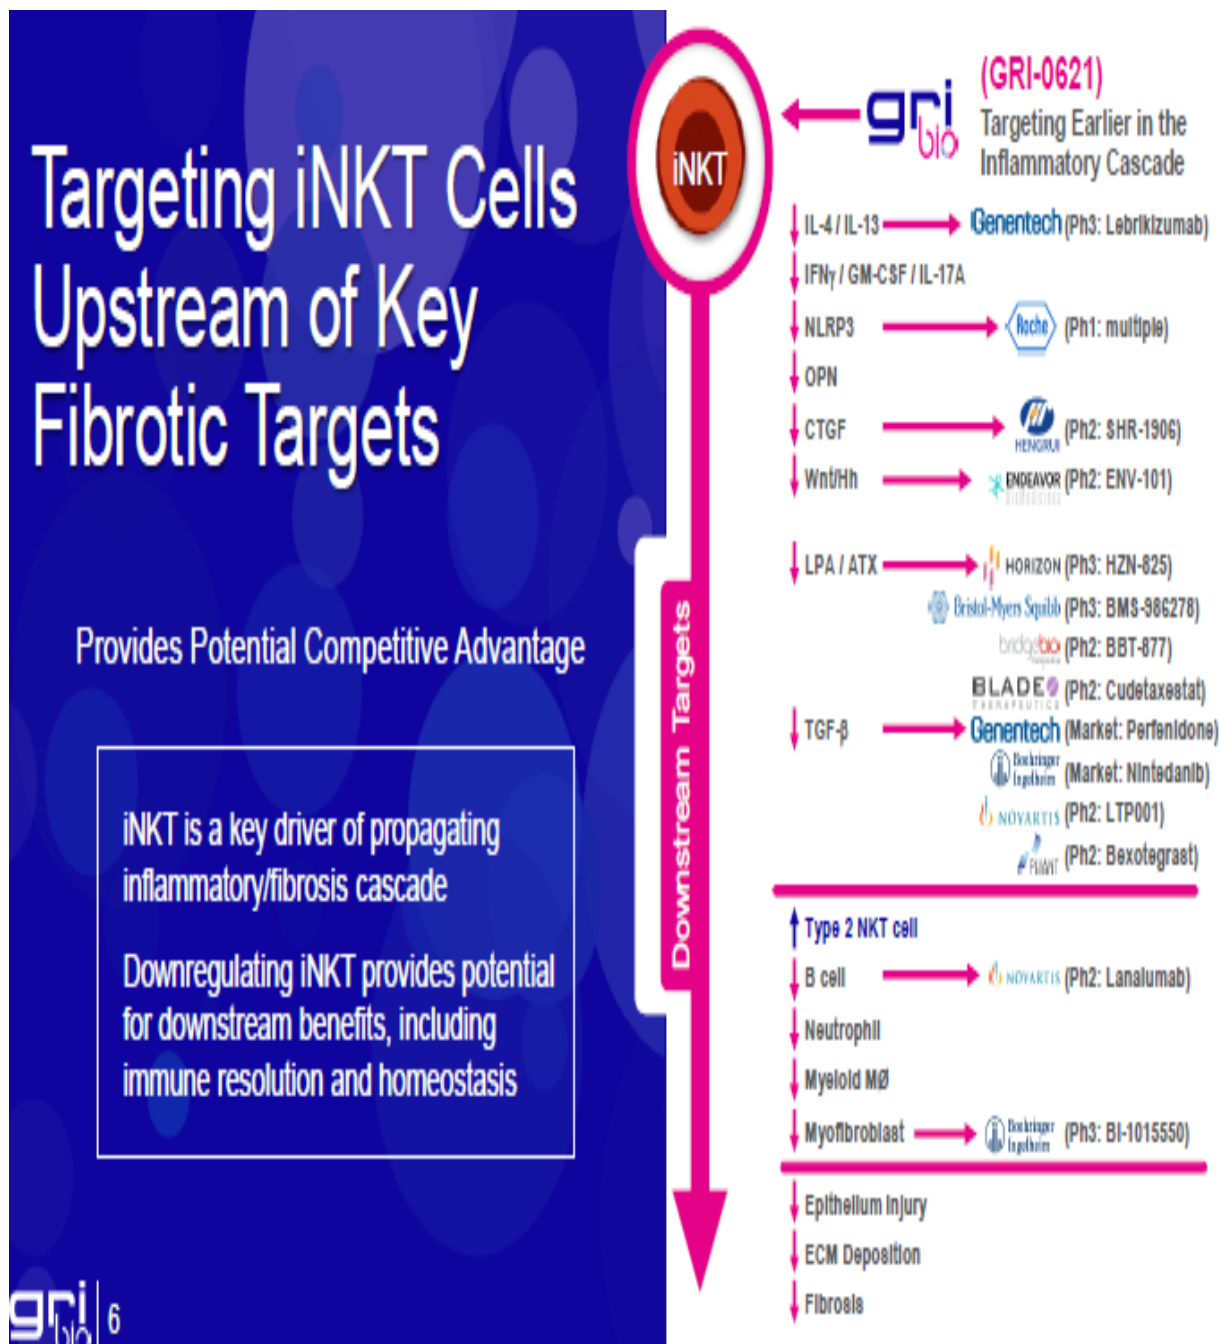 Targeting iNKT Cells
Upstream of Key
Fibrotic Targets
Provides Potential Competitive Advantage
iNKT is a key driver of propagating
inflammatory/fibrosis cascade
Downregulating iNKT provides potential
for downstream benefits, including
immune resolution and homeostasis
gri bio
6
iNKT
Downstream Targets
gri bio
(GRI-0621)
Targeting Earlier in the
Inflammatory Cascade
IL-4 / IL-13 Genentech (Ph3: Lebrikizumab)
IFNγ / GM-CSF / IL-17A
NLRP3 Roche (Ph1: multiple)
OPN
CTGF HENGRUI (Ph2: SHR-1906)
Wnt/Hh ENDEAVOR BIOMEDICINES (Ph2: ENV-101)
LPA / ATX HORIZON (Ph3: HZN-825)
Bristol-Myers Squibb (Ph3: BMS-986278)
bridgebio (Ph2: BBT-877)
BLADE THERAPEUTICS (Ph2: Cudetaxestat)
TGF-β Genentech (Market: Perfenidone)
Boehringer Ingelheim (Market: Nintedanib)
NOVARTIS (Ph2: LTP001)
PLIANT (Ph2: Bexotegrast)
Type 2 NKT cell
B cell NOVARTIS (Ph2: Lanalumab)
Neutrophil
Myeloid MØ
Myofibroblast Boehringer Ingelheim (Ph3: BI-1015550)
Epithelium Injury
ECM Deposition
Fibrosis